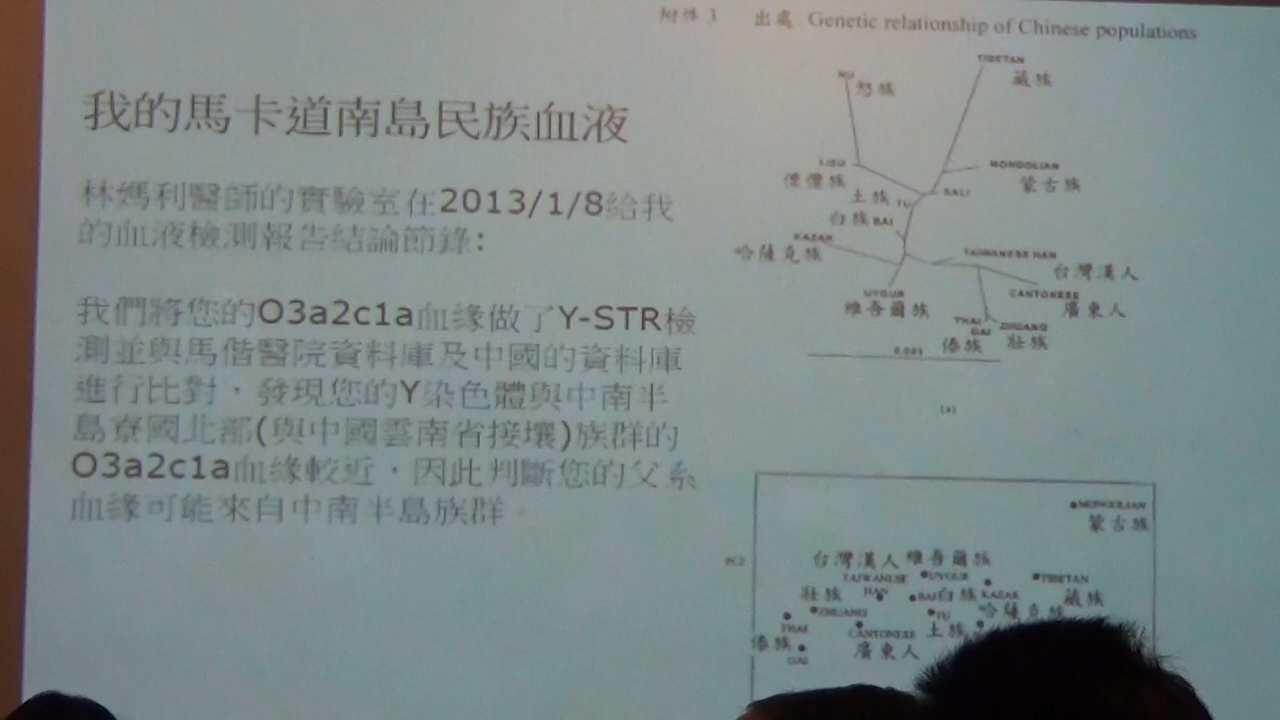 附件 3 出處 Genetic relationship of Chinese populations
我的馬卡道南島民族血液
林媽利醫師的實驗室在2013/1/8給我
的血液檢測報告結論節錄:
我們將您的O3a2c1a血緣做了Y-STR檢
測並與馬偕醫院資料庫及中國的資料庫
進行比對，發現您的Y染色體與中南半
島寮國北部(與中國雲南省接壤)族群的
O3a2c1a血緣較近，因此判斷您的父系
血緣可能來自中南半島族群。
NU
怒族
TIBETAN
藏族
LISU
傈僳族
MONGOLIAN
蒙古族
土族 TU
SALI
白族 BAI
KAZAK
哈薩克族
TAIWANESE HAN
台灣漢人
UYGUR
維吾爾族
CANTONESE
廣東人
THAI
DAI
傣族
ZHUANG
壯族
0.001
(a)
PC2
MONGOLIAN
蒙古族
台灣漢人
TAIWANESE
HAN
維吾爾族
UYGUR
TIBETAN
藏族
壯族
ZHUANG
BAI白族
KAZAK
哈薩克族
THAI
傣族
DAI
CANTONESE
廣東人
TU
土族